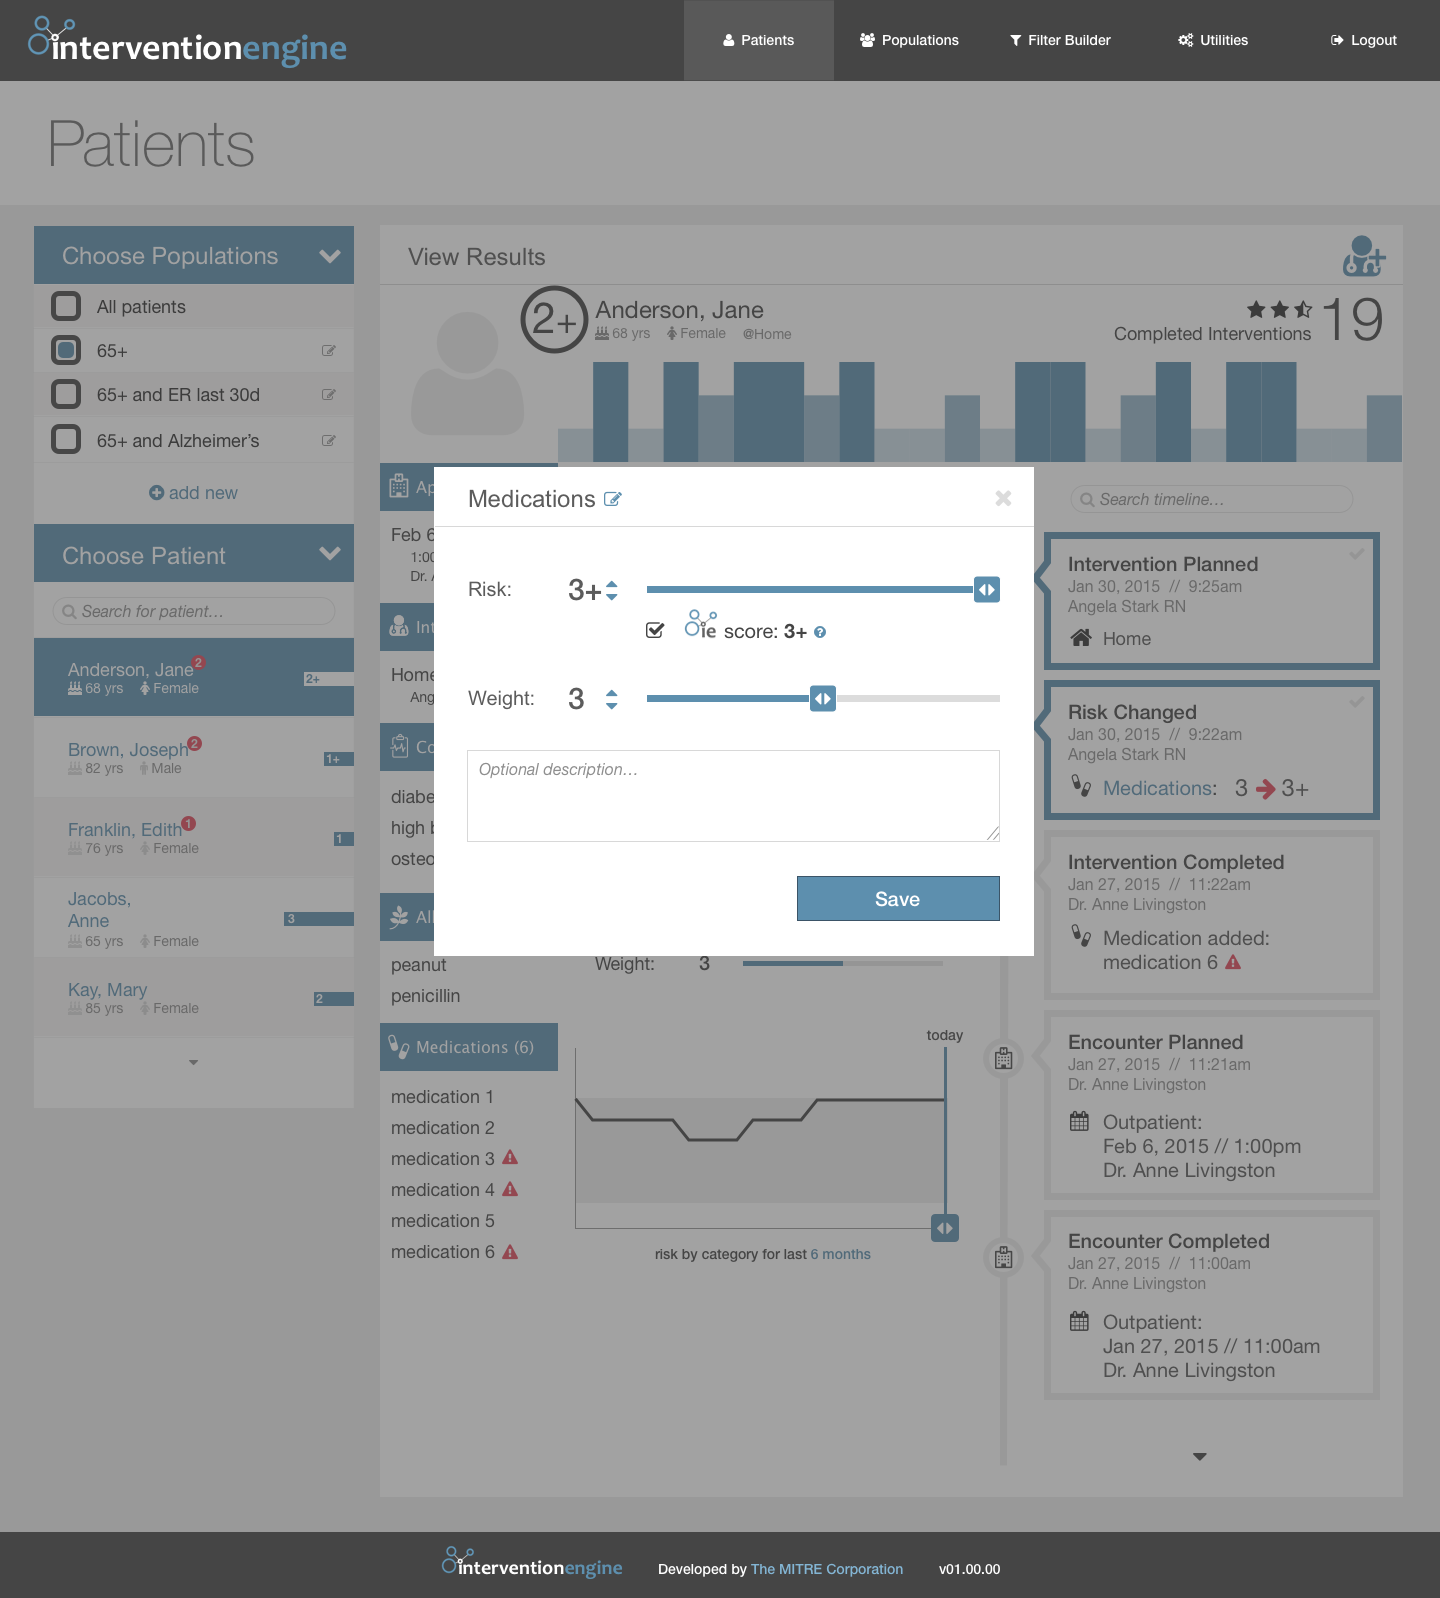 interventionengine
Patients
Populations
Filter Builder
Utilities
Logout
Patients
Choose Populations
All patients
65+
65+ and ER last 30d
65+ and Alzheimer's
add new
Choose Patient
Search for patient...
Anderson, Jane 2
68 yrs Female
2+
Brown, Joseph 2
82 yrs Male
1+
Franklin, Edith 1
76 yrs Female
1
Jacobs,
Anne
65 yrs Female
3
Kay, Mary
85 yrs Female
2
View Results
2+
Anderson, Jane
68 yrs Female @Home
Completed Interventions
19
Feb 6
Dr.
Home
Ang
Co
diabe
high b
osteo
All
peanut
penicillin
Medications (6)
medication 1
medication 2
medication 3
medication 4
medication 5
medication 6
Medications
Risk: 3+
ie score: 3+ ?
Weight: 3
Optional description...
Save
Weight: 3
today
risk by category for last 6 months
Search timeline...
Intervention Planned
Jan 30, 2015 // 9:25am
Angela Stark RN
Home
Risk Changed
Jan 30, 2015 // 9:22am
Angela Stark RN
Medications: 3 3+
Intervention Completed
Jan 27, 2015 // 11:22am
Dr. Anne Livingston
Medication added:
medication 6
Encounter Planned
Jan 27, 2015 // 11:21am
Dr. Anne Livingston
Outpatient:
Feb 6, 2015 // 1:00pm
Dr. Anne Livingston
Encounter Completed
Jan 27, 2015 // 11:00am
Dr. Anne Livingston
Outpatient:
Jan 27, 2015 // 11:00am
Dr. Anne Livingston
interventionengine
Developed by The MITRE Corporation
v01.00.00